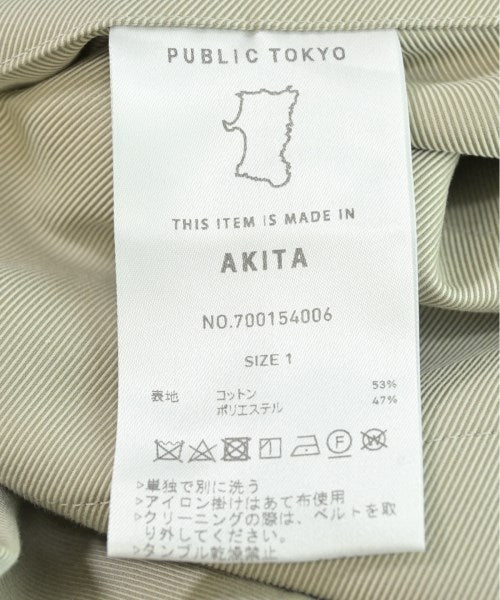 PUBLIC TOKYO
THIS ITEM IS MADE IN
AKITA
NO.700154006
SIZE 1
表地 コットン 53%
ポリエステル 47%
>単独で別に洗う
>アイロン掛けはあて布使用
>クリーニングの際は、ベルトを取
り外してください。
>タンブル乾燥禁止